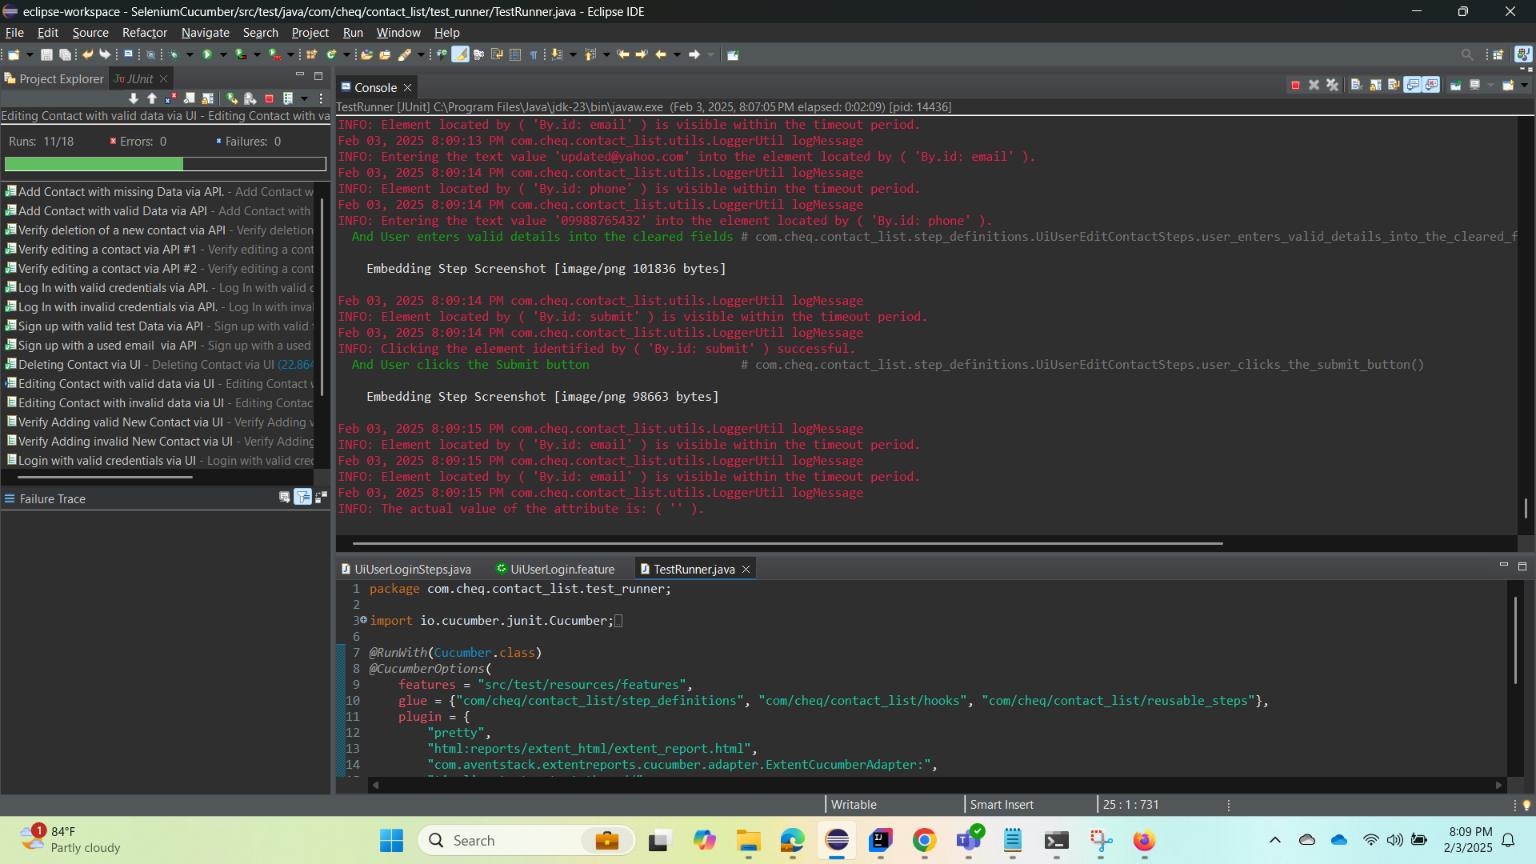 eclipse-workspace - SeleniumCucumber/src/test/java/com/cheq/contact_list/test_runner/TestRunner.java - Eclipse IDE
File Edit Source Refactor Navigate Search Project Run Window Help
Project Explorer
JUnit
Editing Contact with valid data via UI - Editing Contact with va
Runs: 11/18
Errors: 0
Failures: 0
Add Contact with missing Data via API. - Add Contact w
Add Contact with valid Data via API - Add Contact with
Verify deletion of a new contact via API - Verify deletion
Verify editing a contact via API #1 - Verify editing a cont
Verify editing a contact via API #2 - Verify editing a cont
Log In with valid credentials via API. - Log In with valid c
Log In with invalid credentials via API. - Log In with inva
Sign up with valid test Data via API - Sign up with valid
Sign up with a used email  via API - Sign up with a used
Deleting Contact via UI - Deleting Contact via UI (22.864
Editing Contact with valid data via UI - Editing Contact v
Editing Contact with invalid data via UI - Editing Contac
Verify Adding valid New Contact via UI - Verify Adding v
Verify Adding invalid New Contact via UI - Verify Adding
Login with valid credentials via UI - Login with valid crec
Failure Trace
Console
TestRunner [JUnit] C:\Program Files\Java\jdk-23\bin\javaw.exe (Feb 3, 2025, 8:07:05 PM elapsed: 0:02:09) [pid: 14436]
INFO: Element located by ( 'By.id: email' ) is visible within the timeout period.
Feb 03, 2025 8:09:13 PM com.cheq.contact_list.utils.LoggerUtil logMessage
INFO: Entering the text value 'updated@yahoo.com' into the element located by ( 'By.id: email' ).
Feb 03, 2025 8:09:14 PM com.cheq.contact_list.utils.LoggerUtil logMessage
INFO: Element located by ( 'By.id: phone' ) is visible within the timeout period.
Feb 03, 2025 8:09:14 PM com.cheq.contact_list.utils.LoggerUtil logMessage
INFO: Entering the text value '09988765432' into the element located by ( 'By.id: phone' ).
And User enters valid details into the cleared fields # com.cheq.contact_list.step_definitions.UiUserEditContactSteps.user_enters_valid_details_into_the_cleared_f
Embedding Step Screenshot [image/png 101836 bytes]
Feb 03, 2025 8:09:14 PM com.cheq.contact_list.utils.LoggerUtil logMessage
INFO: Element located by ( 'By.id: submit' ) is visible within the timeout period.
Feb 03, 2025 8:09:14 PM com.cheq.contact_list.utils.LoggerUtil logMessage
INFO: Clicking the element identified by ( 'By.id: submit' ) successful.
And User clicks the Submit button # com.cheq.contact_list.step_definitions.UiUserEditContactSteps.user_clicks_the_submit_button()
Embedding Step Screenshot [image/png 98663 bytes]
Feb 03, 2025 8:09:15 PM com.cheq.contact_list.utils.LoggerUtil logMessage
INFO: Element located by ( 'By.id: email' ) is visible within the timeout period.
Feb 03, 2025 8:09:15 PM com.cheq.contact_list.utils.LoggerUtil logMessage
INFO: Element located by ( 'By.id: email' ) is visible within the timeout period.
Feb 03, 2025 8:09:15 PM com.cheq.contact_list.utils.LoggerUtil logMessage
INFO: The actual value of the attribute is: ( '' ).
UiUserLoginSteps.java
UiUserLogin.feature
TestRunner.java
1 package com.cheq.contact_list.test_runner;
2
3 import io.cucumber.junit.Cucumber;
6
7 @RunWith(Cucumber.class)
8 @CucumberOptions(
9 features = "src/test/resources/features",
10 glue = {"com/cheq/contact_list/step_definitions", "com/cheq/contact_list/hooks", "com/cheq/contact_list/reusable_steps"},
11 plugin = {
12 "pretty",
13 "html:reports/extent_html/extent_report.html",
14 "com.aventstack.extentreports.cucumber.adapter.ExtentCucumberAdapter:",
Writable
Smart Insert
25 : 1 : 731
1
84°F
Partly cloudy
Search
8:09 PM
2/3/2025